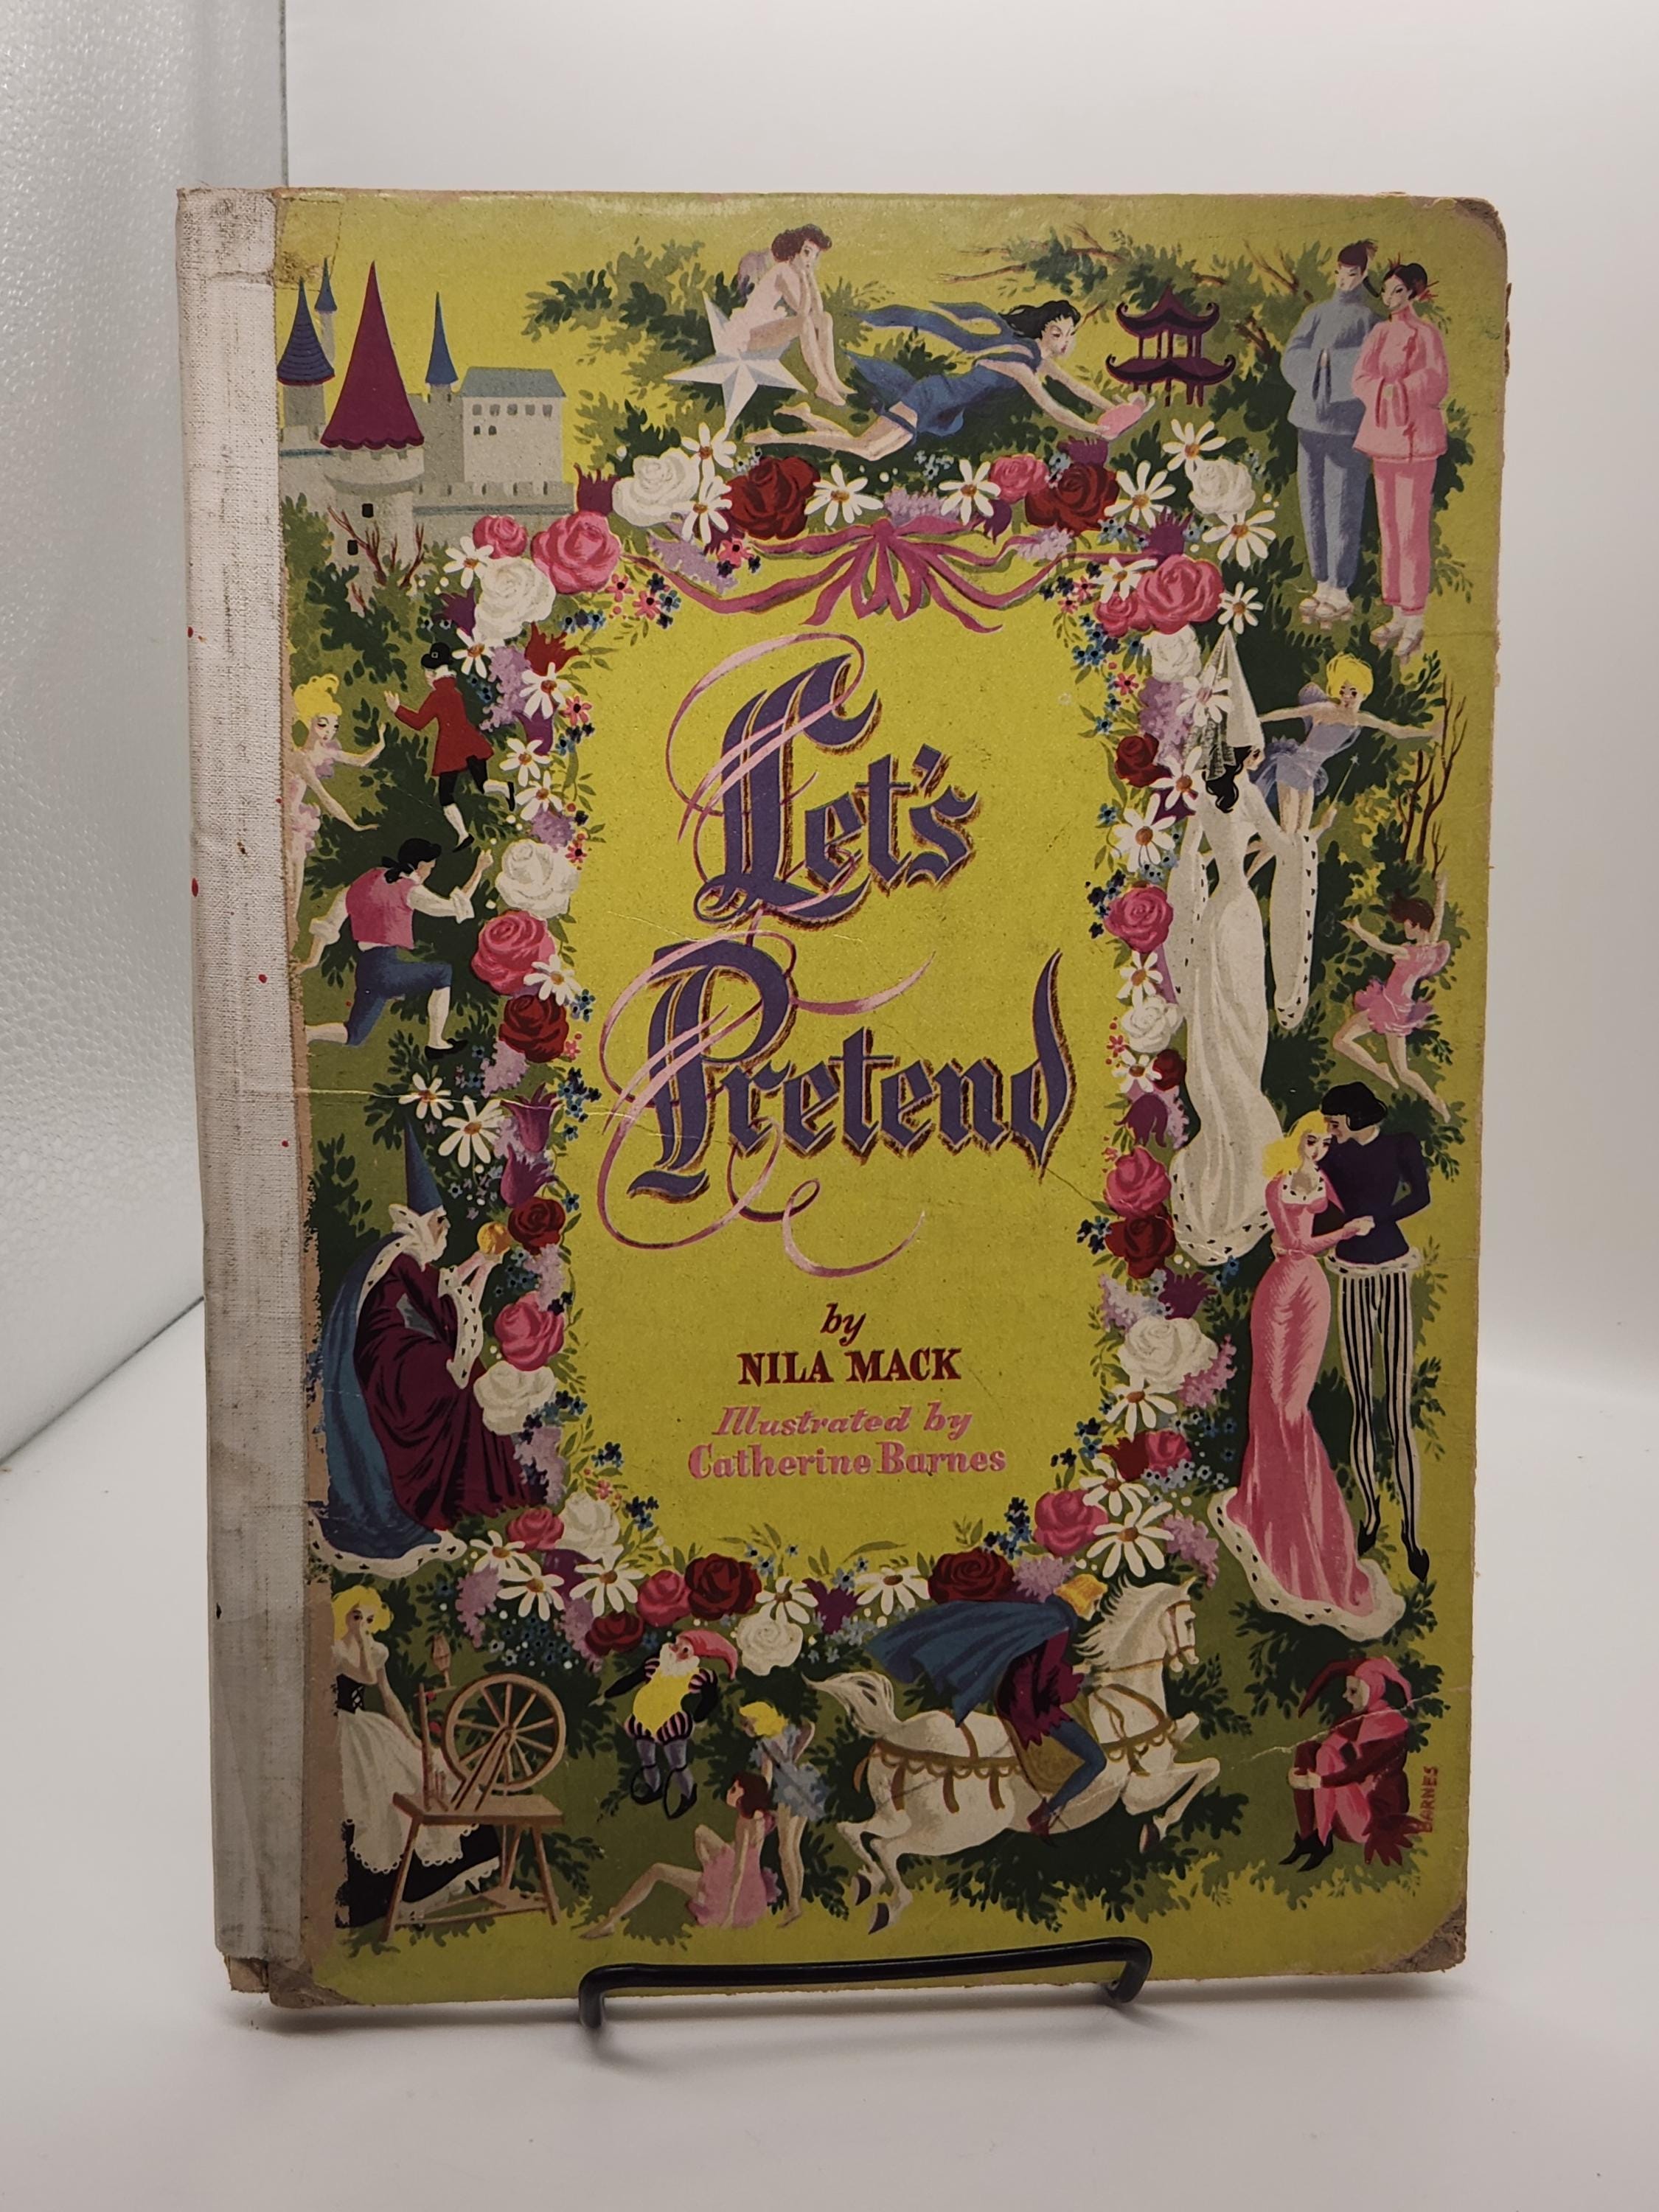 Let's
Pretend
by
NILA MACK
Illustrated by
Catherine Barnes
BARNES